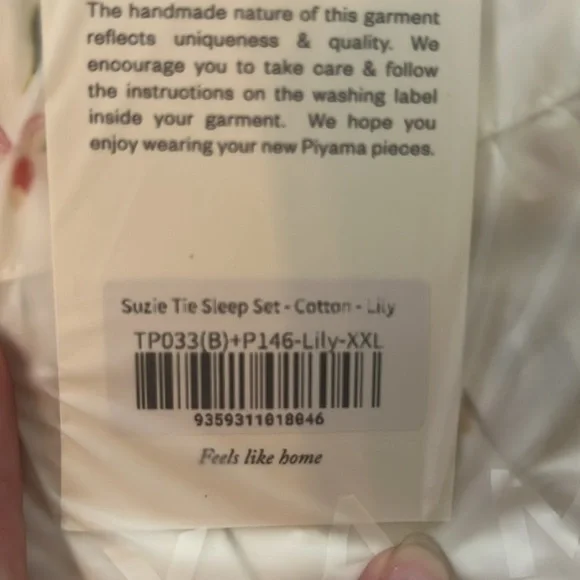 The handmade nature of this garment
reflects uniqueness & quality. We
encourage you to take care & follow
the instructions on the washing label
inside your garment. We hope you
enjoy wearing your new Piyama pieces.
Suzie Tie Sleep Set - Cotton - Lily
TP033(B)+P146-Lily-XXL
9359311018046
Feels like home